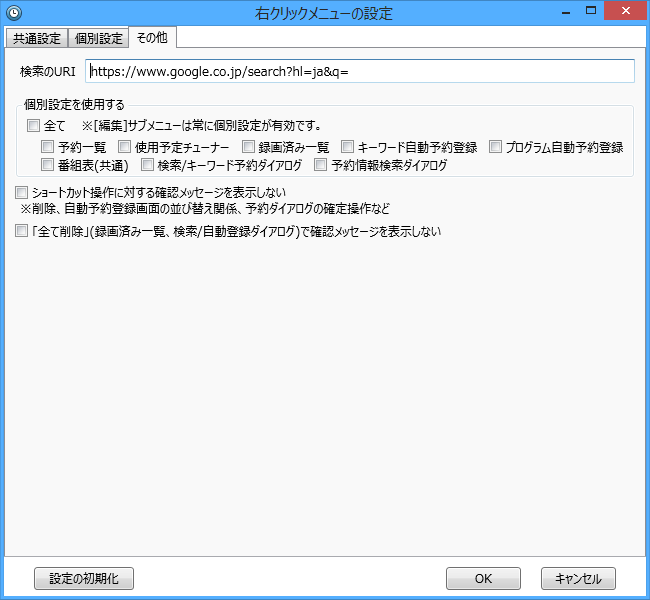 右クリックメニューの設定
共通設定 個別設定 その他
検索のURI https://www.google.co.jp/search?hl=ja&q=
個別設定を使用する
全て ※[編集]サブメニューは常に個別設定が有効です。
予約一覧 使用予定チューナー 録画済み一覧 キーワード自動予約登録 プログラム自動予約登録
番組表(共通) 検索/キーワード予約ダイアログ 予約情報検索ダイアログ
ショートカット操作に対する確認メッセージを表示しない
※削除、自動予約登録画面の並び替え関係、予約ダイアログの確定操作など
「全て削除」(録画済み一覧、検索/自動登録ダイアログ)で確認メッセージを表示しない
設定の初期化 OK キャンセル